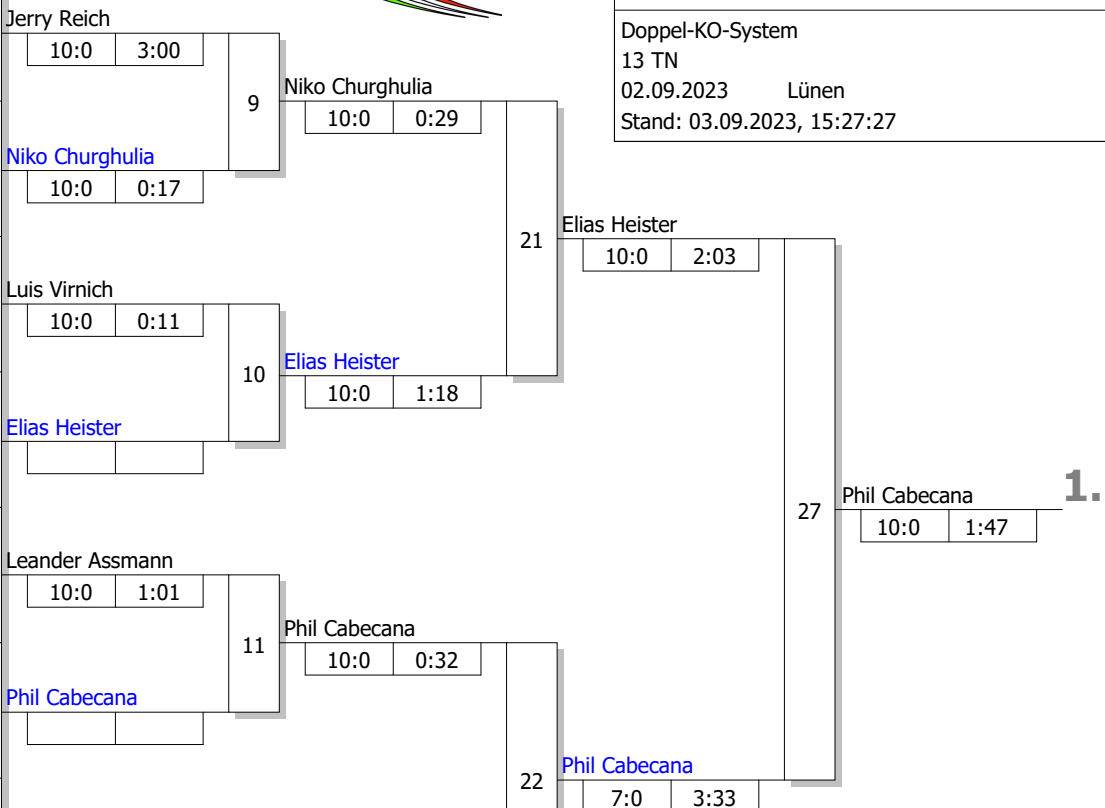 Jerry Reich
10:0 3:00
Doppel-KO-System
13 TN
02.09.2023 Lünen
Stand: 03.09.2023, 15:27:27
9
Niko Churghulia
10:0 0:29
Niko Churghulia
10:0 0:17
21
Elias Heister
10:0 2:03
Luis Virnich
10:0 0:11
10
Elias Heister
10:0 1:18
Elias Heister
27
Phil Cabecana
10:0 1:47
1.
Leander Assmann
10:0 1:01
11
Phil Cabecana
10:0 0:32
Phil Cabecana
22
Phil Cabecana
7:0 3:33